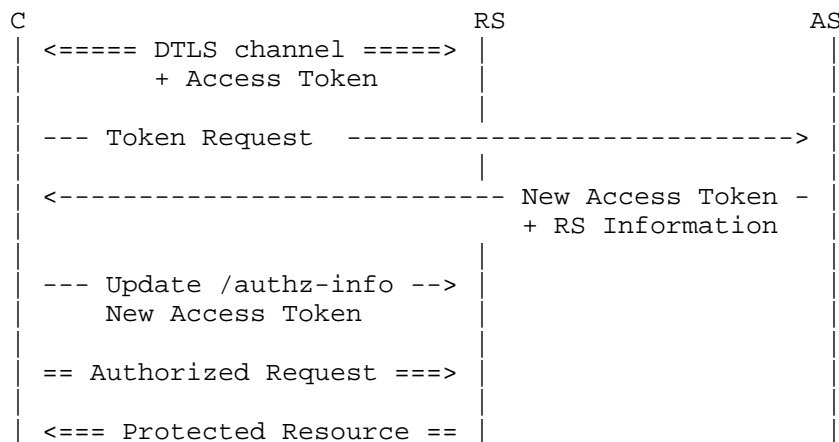 C                            RS                   AS
| <===== DTLS channel =====> |                     |
|        + Access Token      |                     |
|                            |                     |
| --- Token Request  ----------------------------> |
|                            |                     |
| <---------------------------- New Access Token - |
|                               + RS Information   |
|                            |                     |
| --- Update /authz-info --> |                     |
|     New Access Token       |                     |
|                            |                     |
| == Authorized Request ===> |                     |
|                            |                     |
| <=== Protected Resource == |                     |